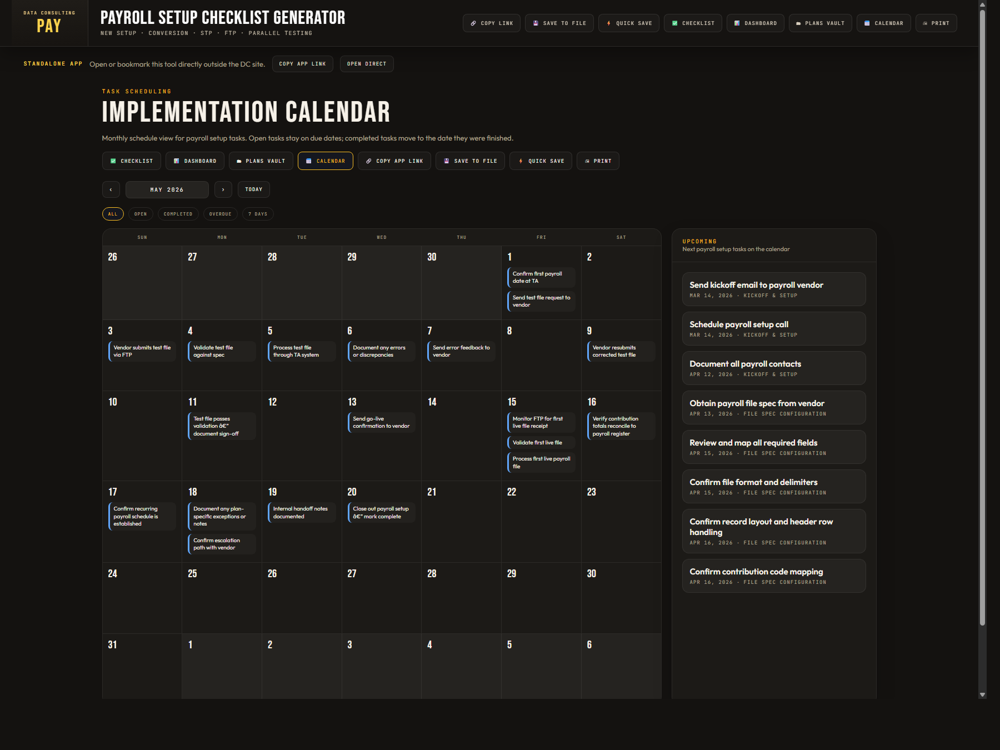 DATA CONSULTING
PAY
PAYROLL SETUP CHECKLIST GENERATOR
NEW SETUP · CONVERSION · STP · FTP · PARALLEL TESTING
COPY LINK
SAVE TO FILE
QUICK SAVE
CHECKLIST
DASHBOARD
PLANS VAULT
CALENDAR
PRINT
STANDALONE APP Open or bookmark this tool directly outside the DC site. COPY APP LINK OPEN DIRECT
TASK SCHEDULING
IMPLEMENTATION CALENDAR
Monthly schedule view for payroll setup tasks. Open tasks stay on due dates; completed tasks move to the date they were finished.
CHECKLIST
DASHBOARD
PLANS VAULT
CALENDAR
COPY APP LINK
SAVE TO FILE
QUICK SAVE
PRINT
‹ MAY 2026 › TODAY
ALL OPEN COMPLETED OVERDUE 7 DAYS
SUN MON TUE WED THU FRI SAT
26
27
28
29
30
1
Confirm first payroll
date at TA
Send test file request to
vendor
2
3
Vendor submits test file
via FTP
4
Validate test file
against spec
5
Process test file
through TA system
6
Document any errors
or discrepancies
7
Send error feedback to
vendor
8
9
Vendor resubmits
corrected test file
10
11
Test file passes
validation â€”
document sign-off
12
13
Send go-live
confirmation to vendor
14
15
Monitor FTP for first
live file receipt
Validate first live file
Process first live payroll
file
16
Verify contribution
totals reconcile to
payroll register
17
Confirm recurring
payroll schedule is
established
18
Document any plan-
specific exceptions or
notes
Confirm escalation
path with vendor
19
Internal handoff notes
documented
20
Close out payroll setup
â€” mark complete
21
22
23
24
25
26
27
28
29
30
31
1
2
3
4
5
6
UPCOMING
Next payroll setup tasks on the calendar
Send kickoff email to payroll vendor
MAR 14, 2026 · KICKOFF & SETUP
Schedule payroll setup call
MAR 14, 2026 · KICKOFF & SETUP
Document all payroll contacts
APR 12, 2026 · KICKOFF & SETUP
Obtain payroll file spec from vendor
APR 13, 2026 · FILE SPEC CONFIGURATION
Review and map all required fields
APR 15, 2026 · FILE SPEC CONFIGURATION
Confirm file format and delimiters
APR 15, 2026 · FILE SPEC CONFIGURATION
Confirm record layout and header row
handling
APR 16, 2026 · FILE SPEC CONFIGURATION
Confirm contribution code mapping
APR 16, 2026 · FILE SPEC CONFIGURATION